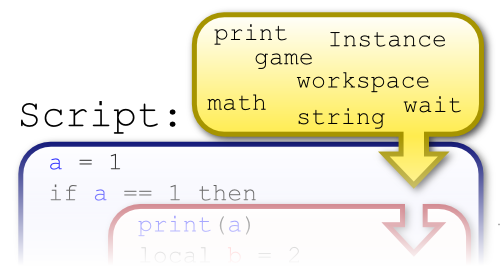 print Instance
game
workspace
math string wait
Script:
a = 1
if a == 1 then
print(a)
local b = 2